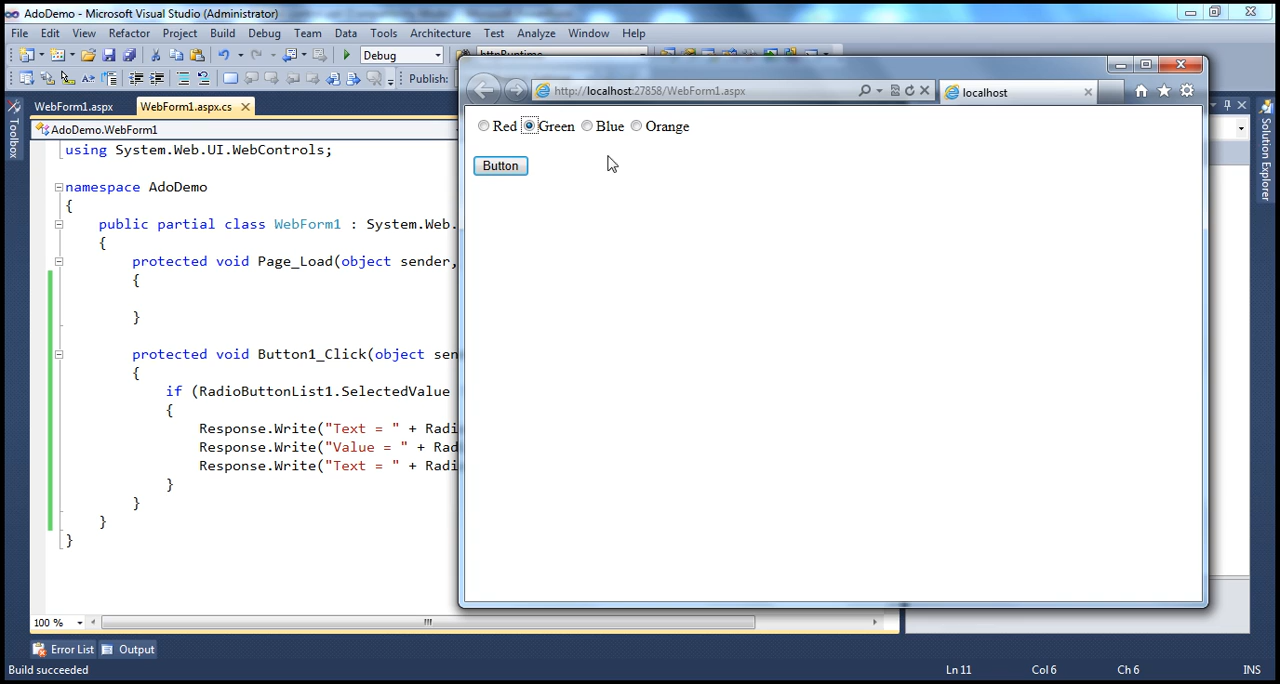 AdoDemo - Microsoft Visual Studio (Administrator)
File Edit View Refactor Project Build Debug Team Data Tools Architecture Test Analyze Window Help
Debug
Publish:
WebForm1.aspx WebForm1.aspx.cs
AdoDemo.WebForm1
Toolbox
Solution Explorer
using System.Web.UI.WebControls;
namespace AdoDemo
{
public partial class WebForm1 : System.Web.
{
protected void Page_Load(object sender,
{
}
protected void Button1_Click(object sen
{
if (RadioButtonList1.SelectedValue
{
Response.Write("Text = " + Radi
Response.Write("Value = " + Rad
Response.Write("Text = " + Radi
}
}
}
}
http://localhost:27858/WebForm1.aspx
localhost
Red Green Blue Orange
Button
100 %
Error List Output
Build succeeded Ln 11 Col 6 Ch 6 INS